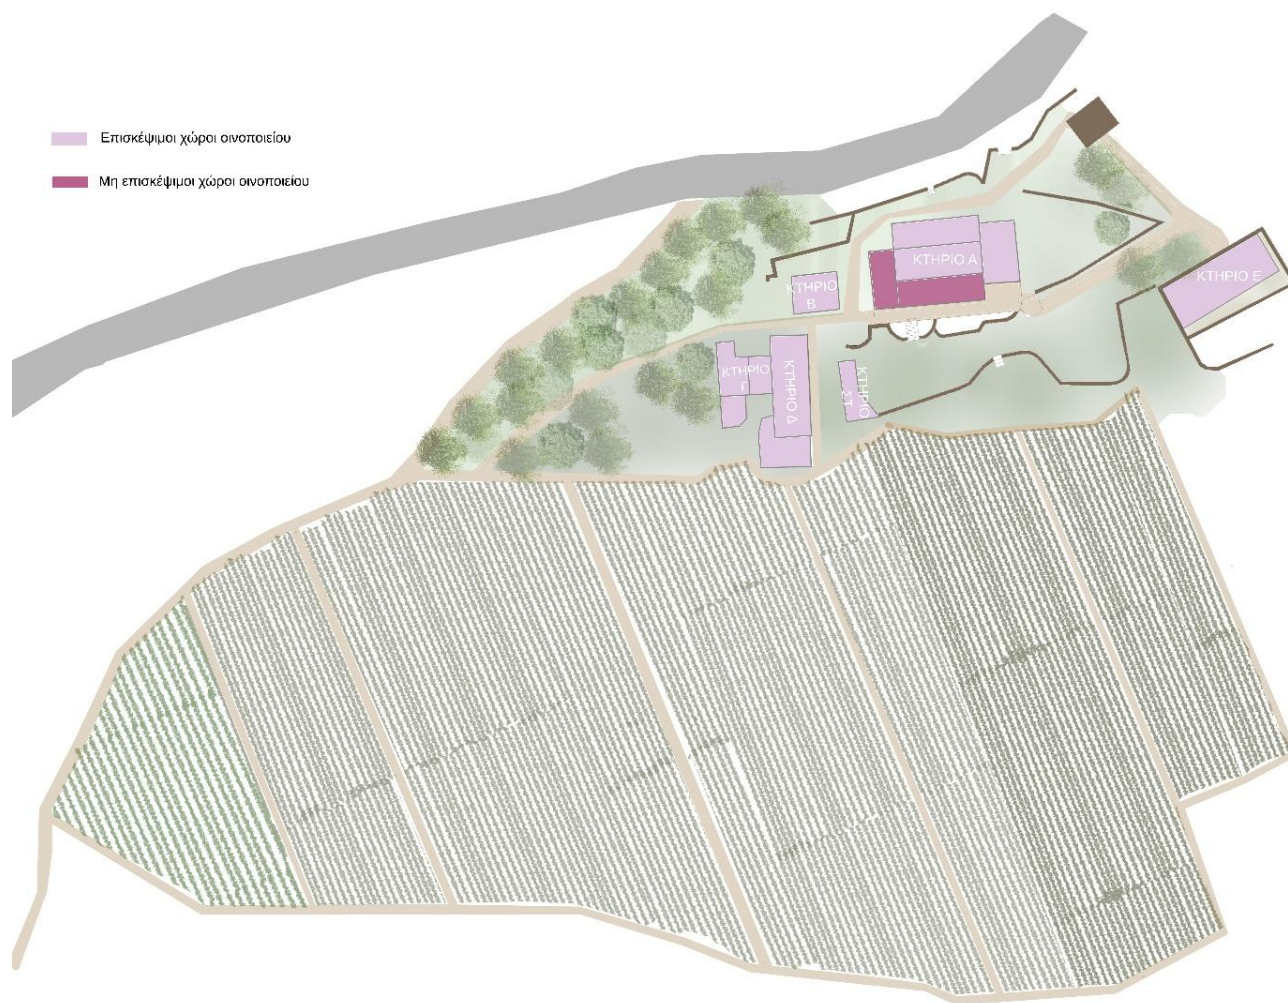 Επισκέψιμοι χώροι οινοποιείου
Μη επισκέψιμοι χώροι οινοποιείου
ΚΤΗΡΙΟ Α
ΚΤΗΡΙΟ Ε
ΚΤΗΡΙΟ
Β
ΚΤΗΡΙΟ
Γ
ΚΤΗΡΙΟ Δ
ΚΤΗΡΙΟ
ΣΤ